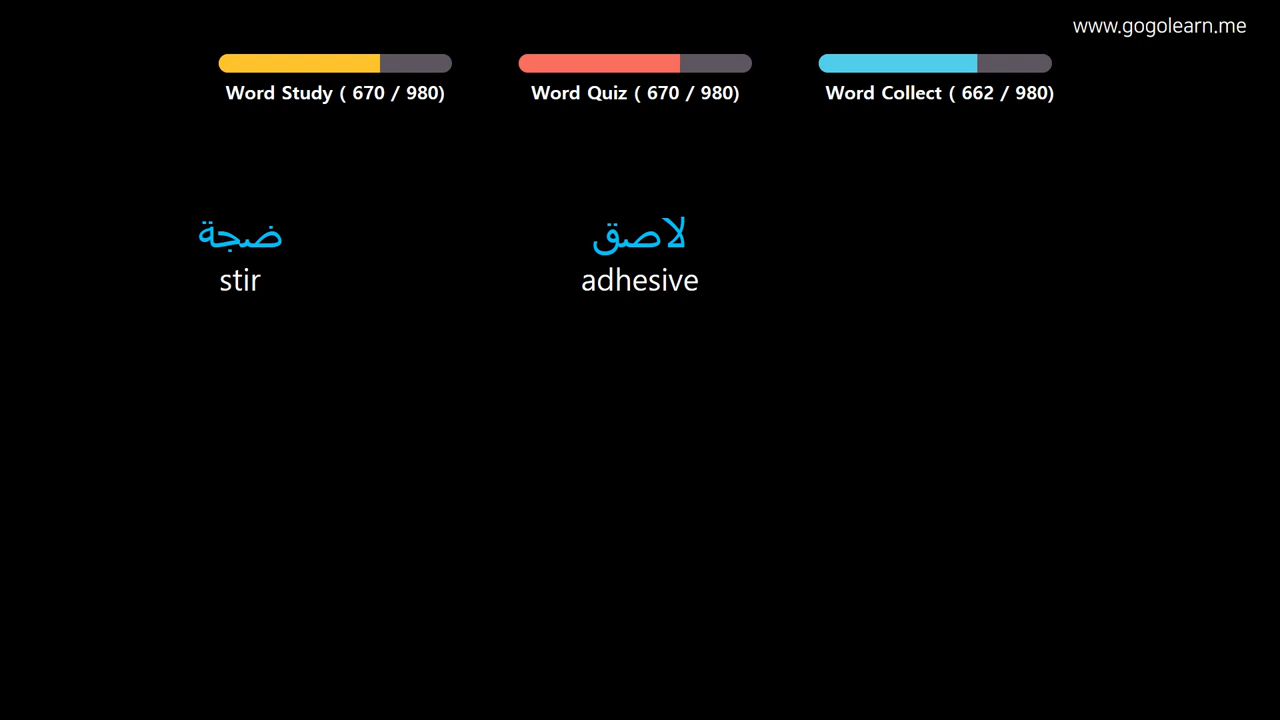 www.gogolearn.me
Word Study ( 670 / 980)
Word Quiz ( 670 / 980)
Word Collect ( 662 / 980)
ضجة
stir
لاصق
adhesive